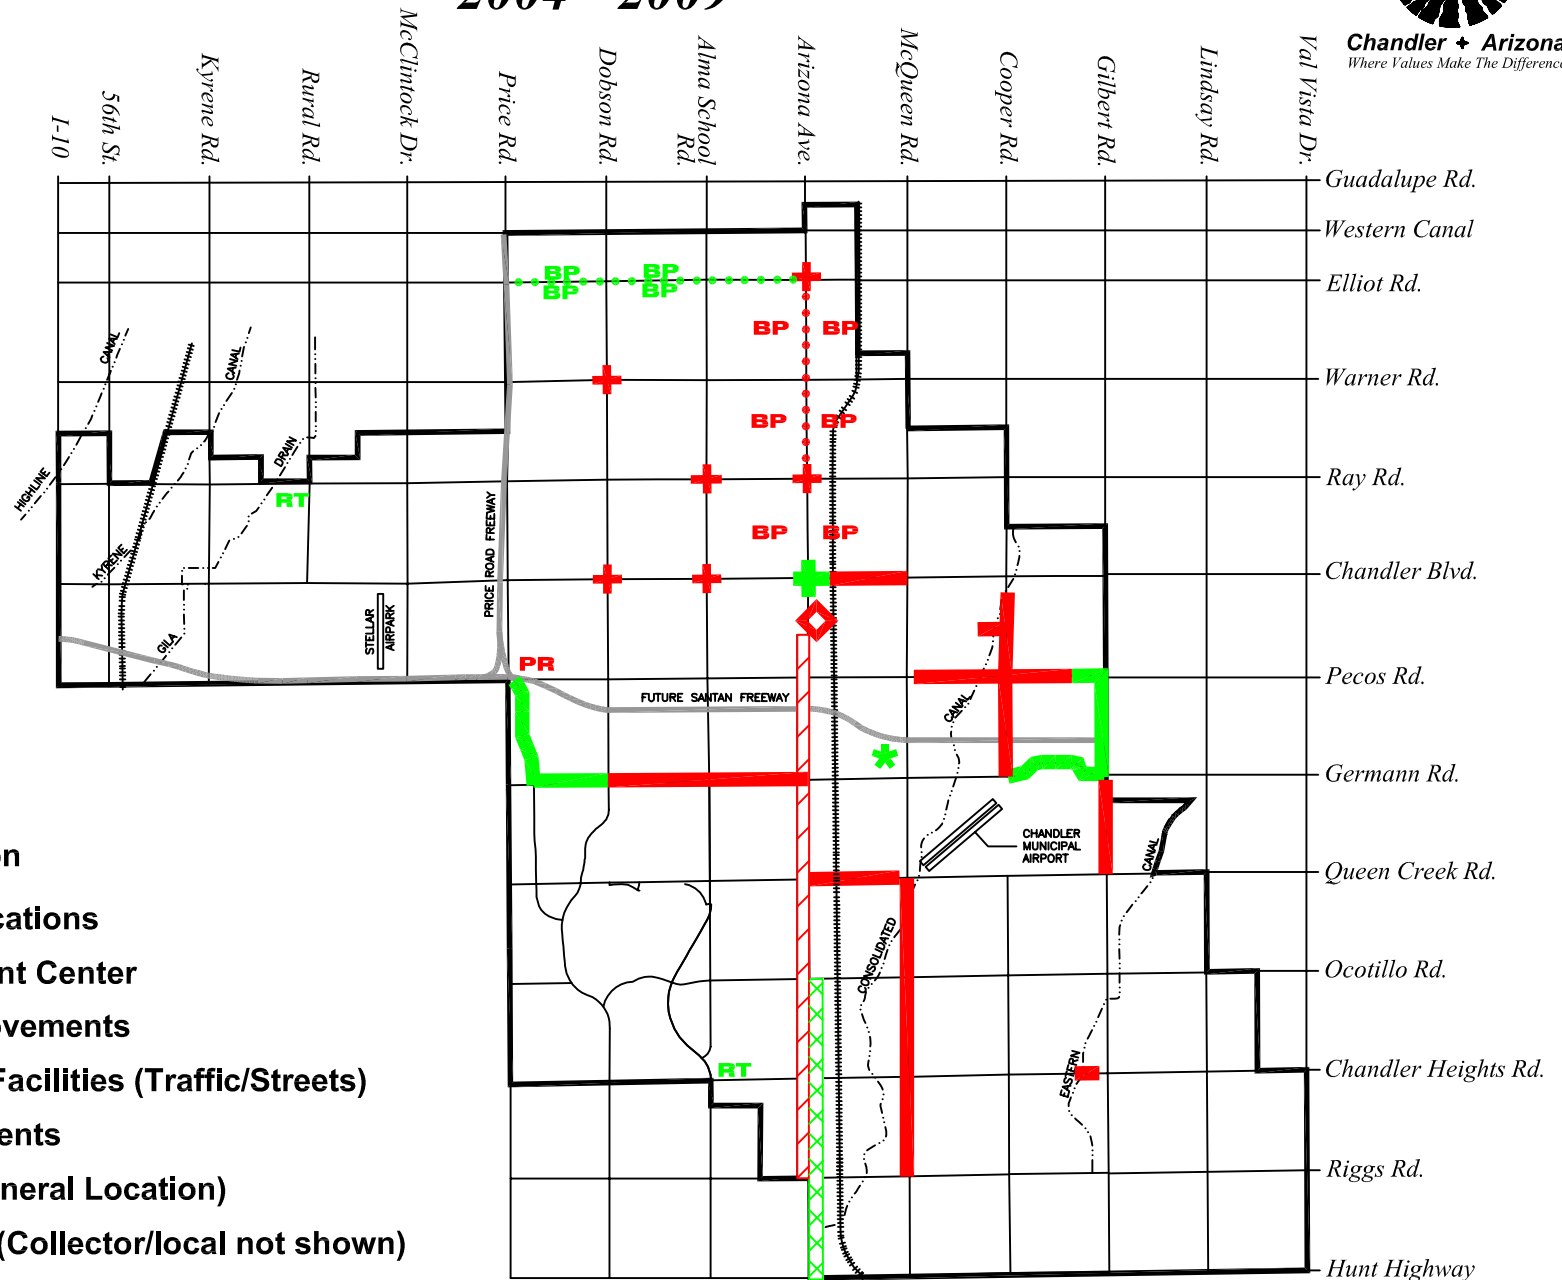 Chandler Arizona
Where Values Make The Difference
I-10
56th St.
Kyrene Rd.
Rural Rd.
McClintock Dr.
Price Rd.
Dobson Rd.
Alma School
Rd.
Arizona Ave.
McQueen Rd.
Cooper Rd.
Gilbert Rd.
Lindsay Rd.
Val Vista Dr.
Guadalupe Rd.
Western Canal
Elliot Rd.
Warner Rd.
Ray Rd.
Chandler Blvd.
Pecos Rd.
Germann Rd.
Queen Creek Rd.
Ocotillo Rd.
Chandler Heights Rd.
Riggs Rd.
Hunt Highway
BP BP
BP BP
BP BP
BP BP
BP BP
CANAL
CANAL
HIGHLINE
DRAIN
RT
KYRENE
GILA
STELLAR
AIRPARK
PRICE ROAD FREEWAY
PR
FUTURE SANTAN FREEWAY
CANAL
*
CHANDLER
MUNICIPAL
AIRPORT
CANAL
CONSOLIDATED
EASTERN
RT
on
cations
nt Center
ovements
Facilities (Traffic/Streets)
ents
neral Location)
(Collector/local not shown)